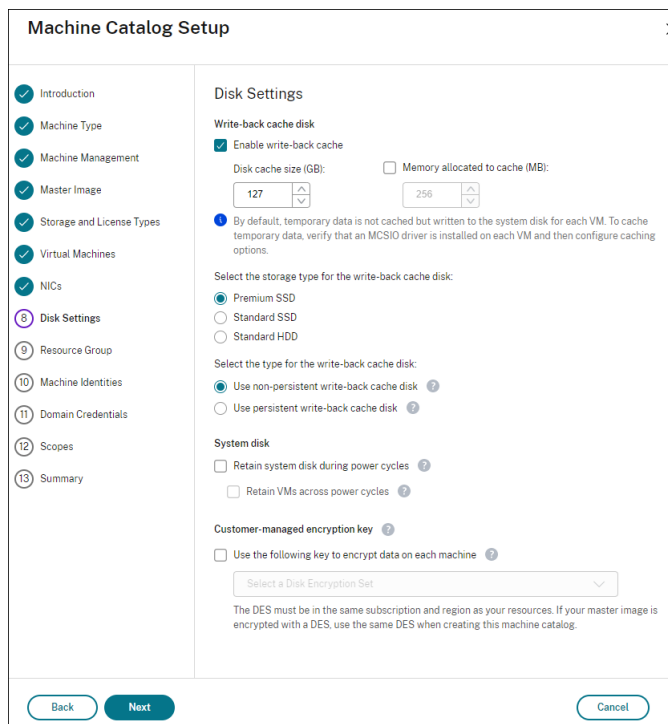 Machine Catalog Setup
Introduction
Machine Type
Machine Management
Master Image
Storage and License Types
Virtual Machines
NICs
8 Disk Settings
9 Resource Group
10 Machine Identities
11 Domain Credentials
12 Scopes
13 Summary
Disk Settings
Write-back cache disk
Enable write-back cache
Disk cache size (GB): Memory allocated to cache (MB):
127 256
i By default, temporary data is not cached but written to the system disk for each VM. To cache
temporary data, verify that an MCSIO driver is installed on each VM and then configure caching
options.
Select the storage type for the write-back cache disk:
Premium SSD
Standard SSD
Standard HDD
Select the type for the write-back cache disk:
Use non-persistent write-back cache disk ?
Use persistent write-back cache disk ?
System disk
Retain system disk during power cycles ?
Retain VMs across power cycles ?
Customer-managed encryption key ?
Use the following key to encrypt data on each machine ?
Select a Disk Encryption Set
The DES must be in the same subscription and region as your resources. If your master image is
encrypted with a DES, use the same DES when creating this machine catalog.
Back Next Cancel